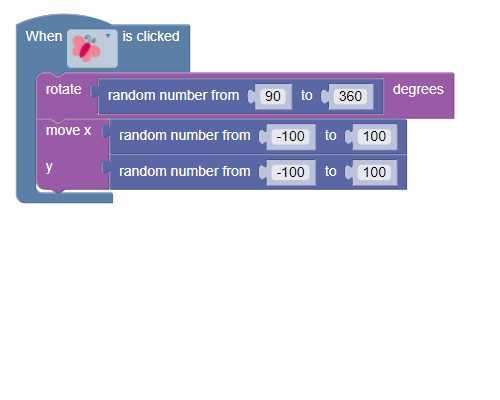 When is clicked
rotate random number from 90 to 360 degrees
move x random number from -100 to 100
y random number from -100 to 100